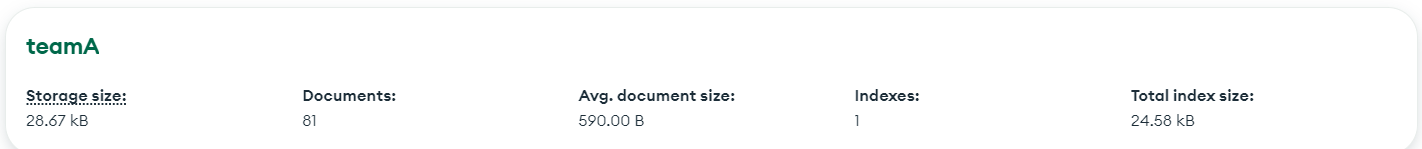 teamA
Storage size: Documents: Avg. document size: Indexes: Total index size:
28.67 kB 81 590.00 B 1 24.58 kB